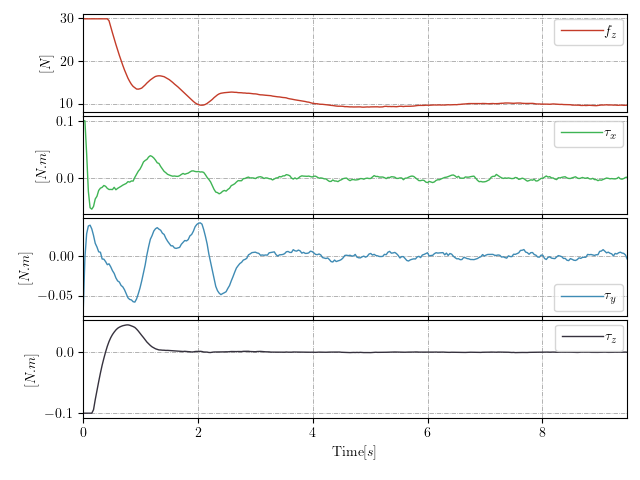 30
20
10
[N]
f_z
0.1
0.0
[N.m]
τ_x
0.00
−0.05
[N.m]
τ_y
0.0
−0.1
[N.m]
τ_z
0 2 4 6 8
Time[s]